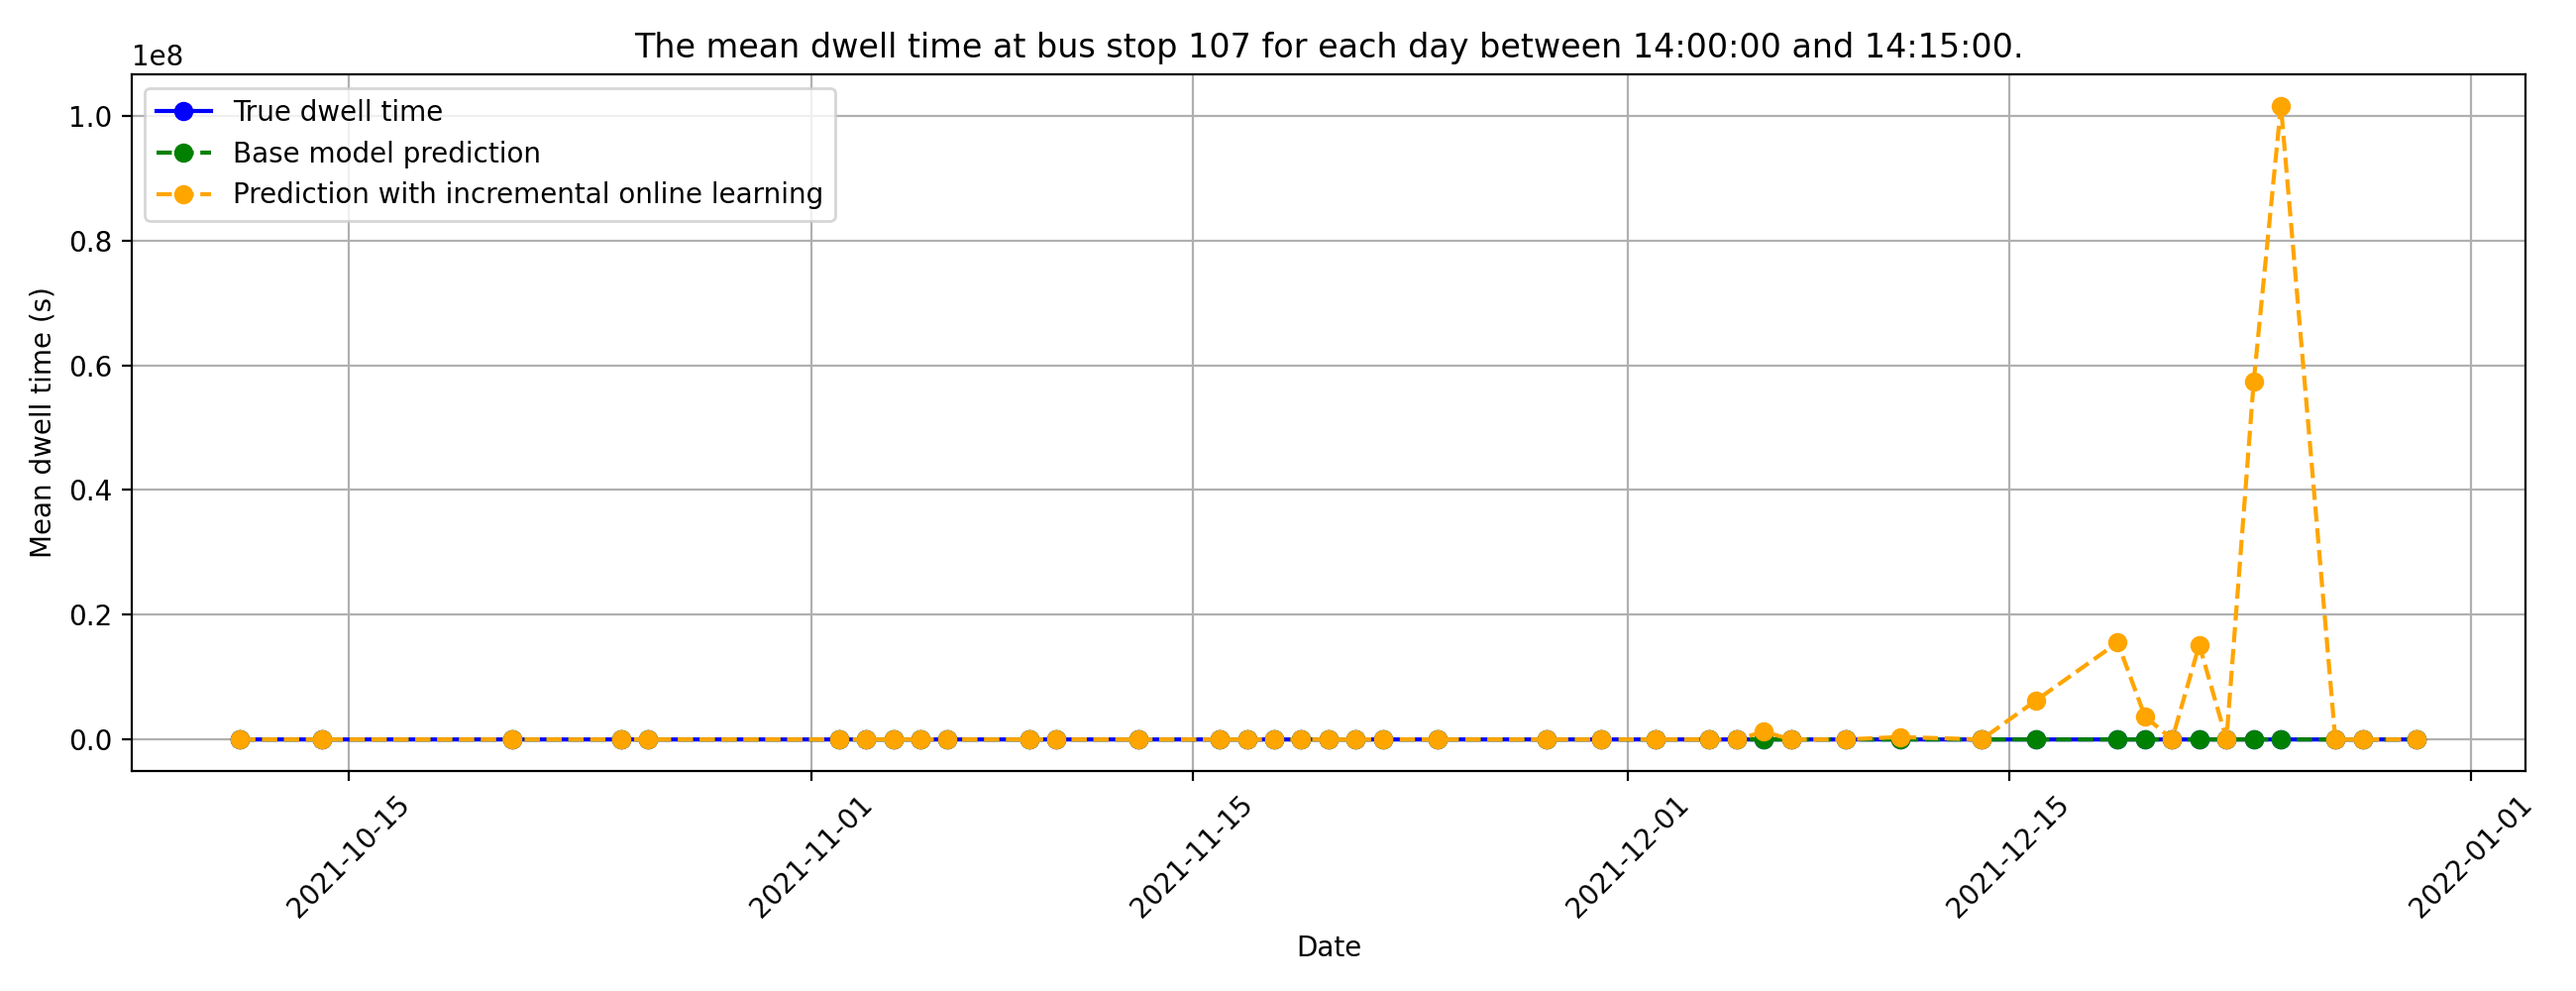 The mean dwell time at bus stop 107 for each day between 14:00:00 and 14:15:00.
1e8
True dwell time
Base model prediction
Prediction with incremental online learning
Mean dwell time (s)
1.0
0.8
0.6
0.4
0.2
0.0
2021-10-15
2021-11-01
2021-11-15
2021-12-01
2021-12-15
2022-01-01
Date